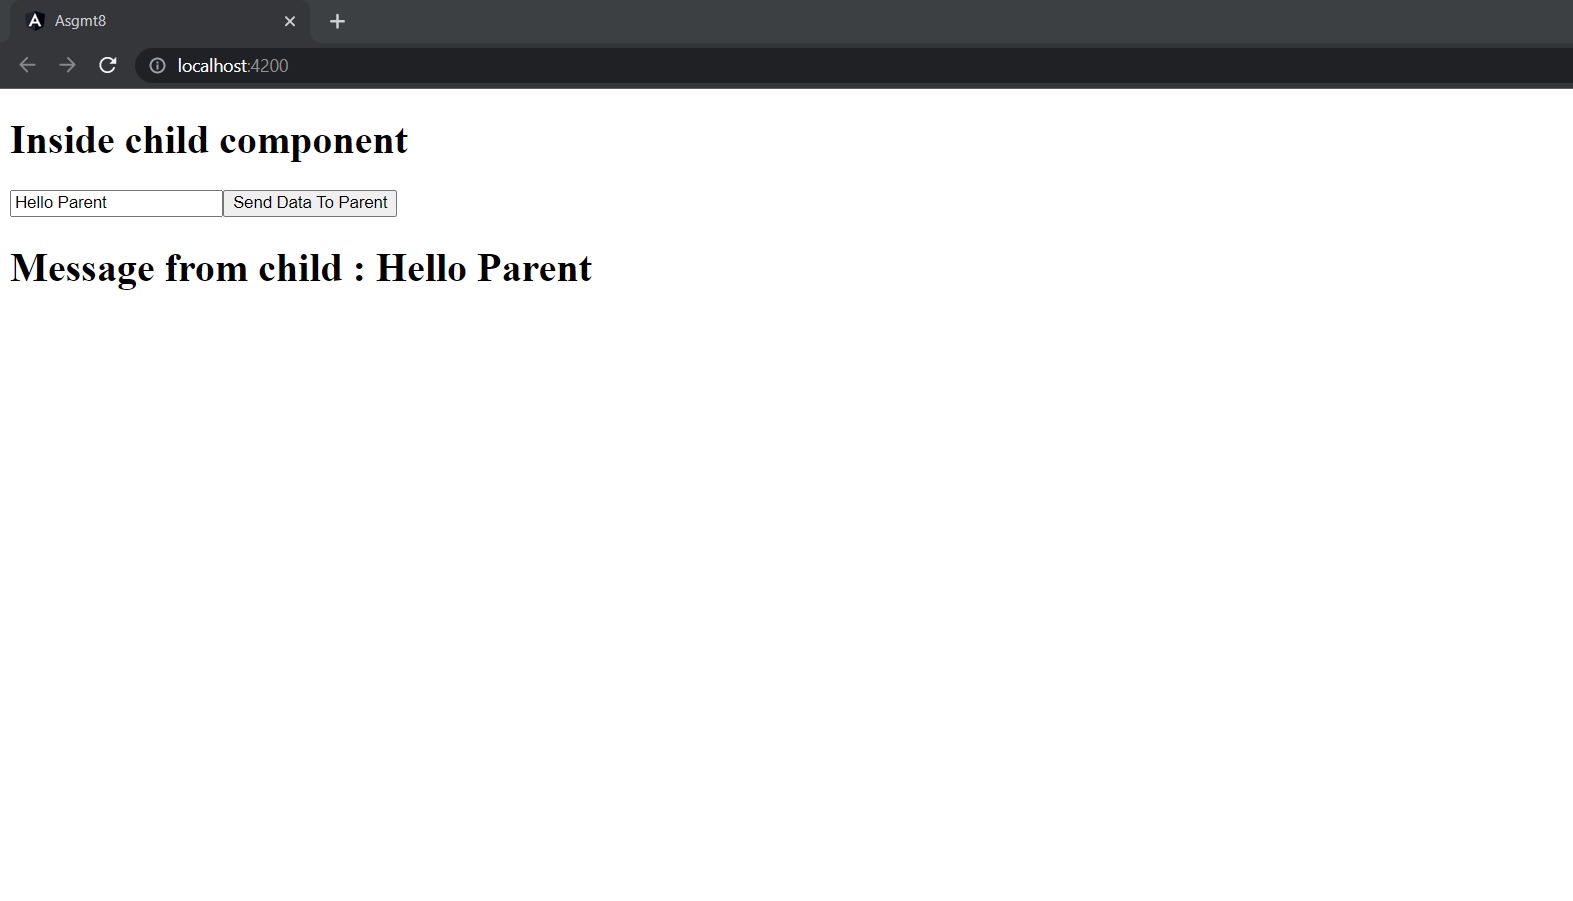 Asgmt8
localhost:4200
Inside child component
Hello Parent Send Data To Parent
Message from child : Hello Parent